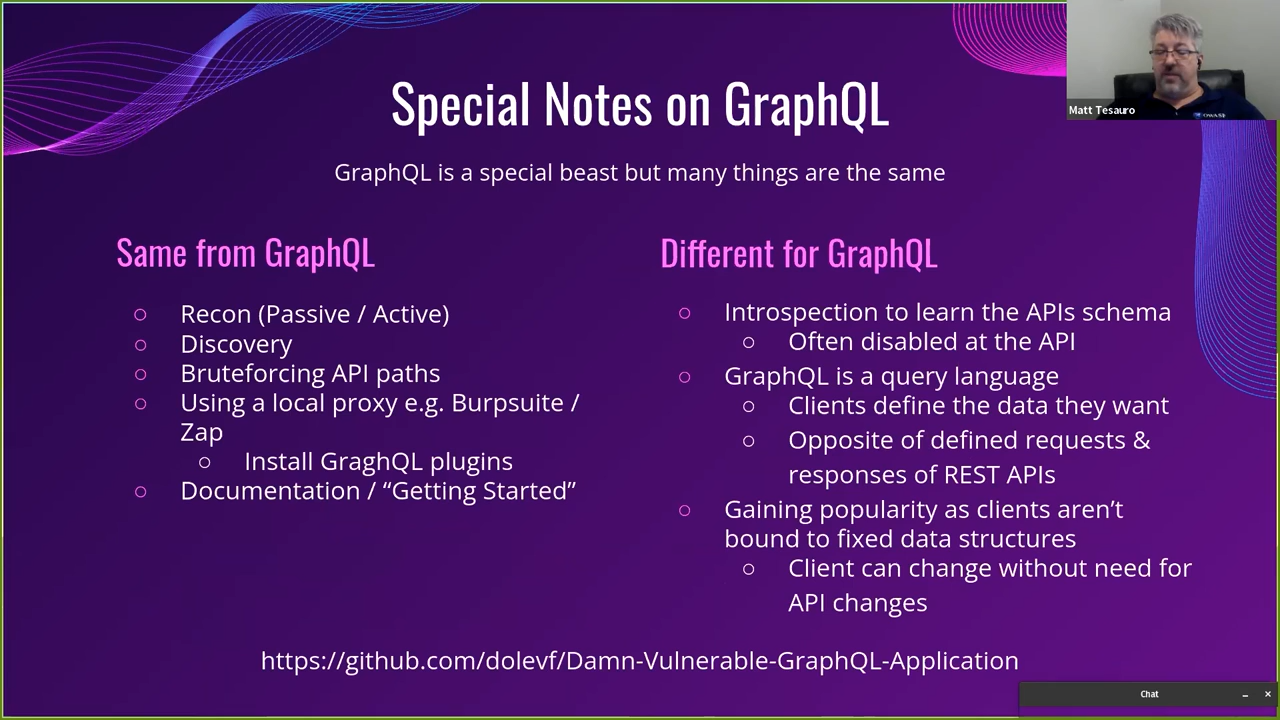 Special Notes on GraphQL
GraphQL is a special beast but many things are the same
Same from GraphQL
○ Recon (Passive / Active)
○ Discovery
○ Bruteforcing API paths
○ Using a local proxy e.g. Burpsuite /
Zap
○ Install GraghQL plugins
○ Documentation / “Getting Started”
Different for GraphQL
○ Introspection to learn the APIs schema
○ Often disabled at the API
○ GraphQL is a query language
○ Clients define the data they want
○ Opposite of defined requests &
responses of REST APIs
○ Gaining popularity as clients aren’t
bound to fixed data structures
○ Client can change without need for
API changes
https://github.com/dolevf/Damn-Vulnerable-GraphQL-Application
Matt Tesauro
OWASP
Chat